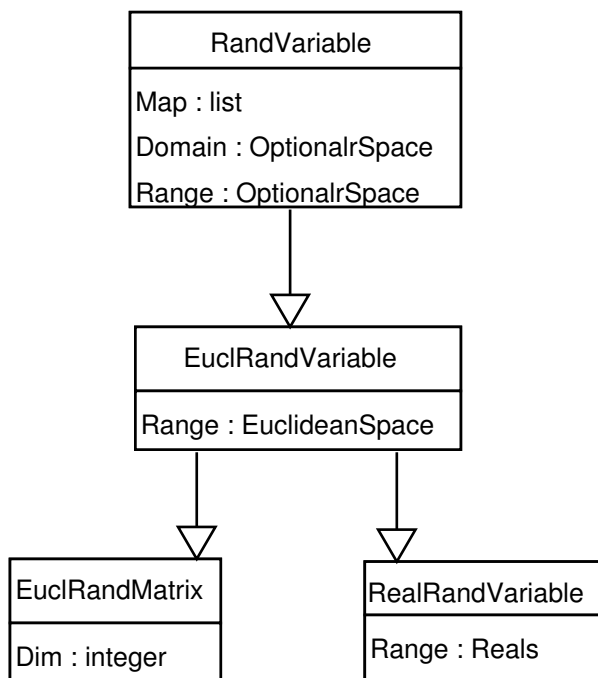 RandVariable
Map : list
Domain : OptionalrSpace
Range : OptionalrSpace
EuclRandVariable
Range : EuclideanSpace
EuclRandMatrix
Dim : integer
RealRandVariable
Range : Reals